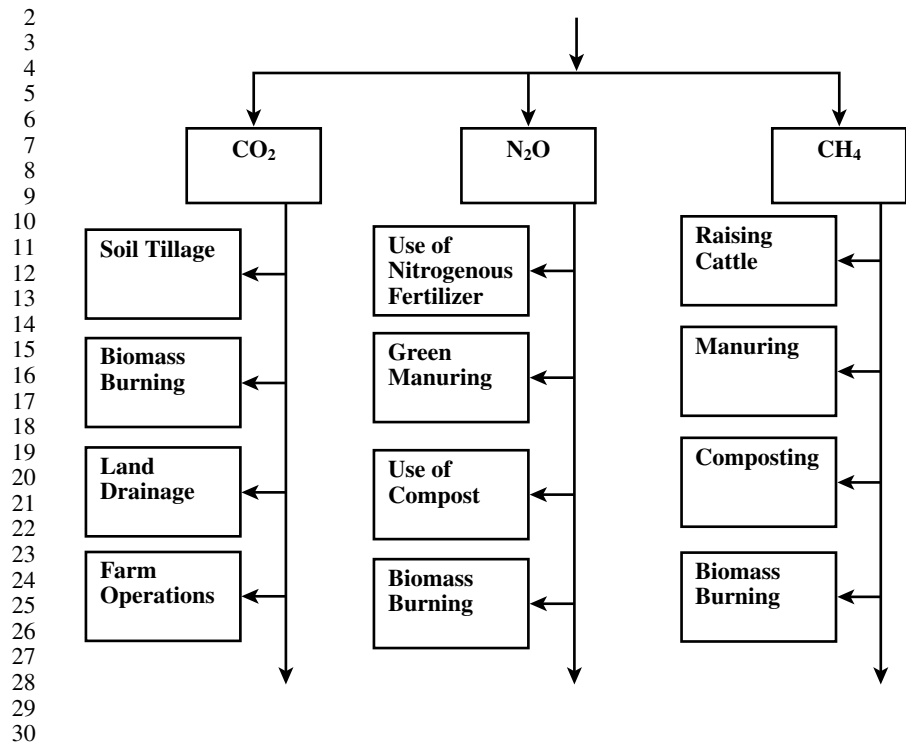 2
3
4
5
6
7
8
9
10
11
12
13
14
15
16
17
18
19
20
21
22
23
24
25
26
27
28
29
30
CO₂
Soil Tillage
Biomass
Burning
Land
Drainage
Farm
Operations
N₂O
Use of
Nitrogenous
Fertilizer
Green
Manuring
Use of
Compost
Biomass
Burning
CH₄
Raising
Cattle
Manuring
Composting
Biomass
Burning